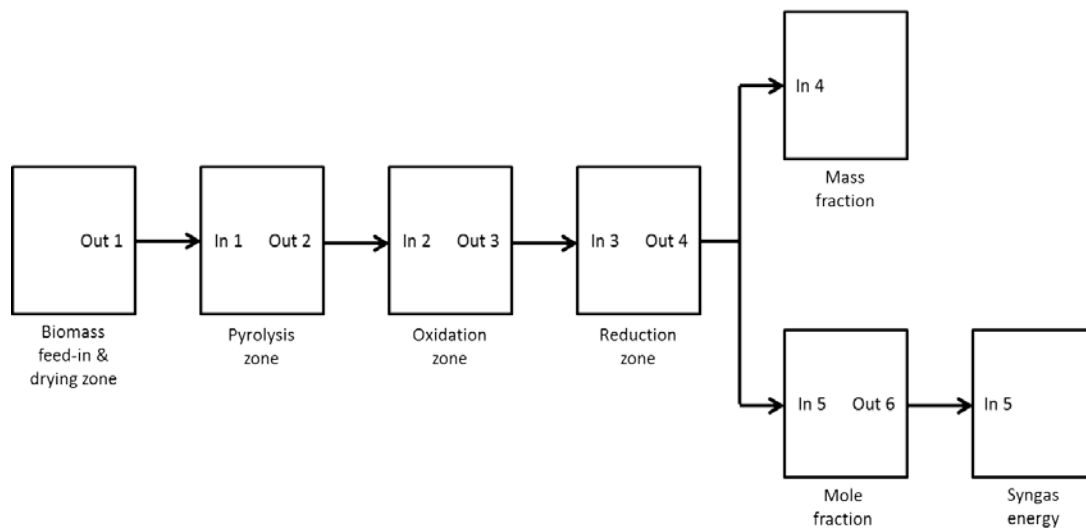 In 4
Mass
fraction
Out 1
In 1 Out 2
In 2 Out 3
In 3 Out 4
Biomass
feed-in &
drying zone
Pyrolysis
zone
Oxidation
zone
Reduction
zone
In 5 Out 6
In 5
Mole
fraction
Syngas
energy